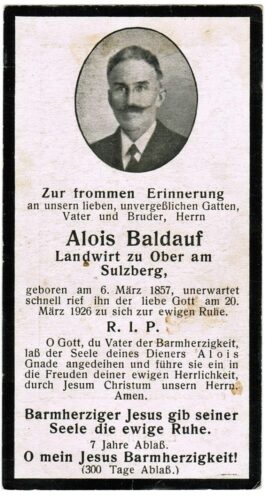 Zur frommen Erinnerung
an unsern lieben, unvergeßlichen Gatten,
Vater und Bruder, Herrn
Alois Baldauf
Landwirt zu Ober am
Sulzberg,
geboren am 6. März 1857, unerwartet
schnell rief ihn der liebe Gott am 20.
März 1926 zu sich zur ewigen Ruhe.
R. I. P.
O Gott, du Vater der Barmherzigkeit,
laß der Seele deines Dieners Alois
Gnade angedeihen und führe sie ein in
die Freuden deiner ewigen Herrlichkeit,
durch Jesum Christum unsern Herrn.
Amen.
Barmherziger Jesus gib seiner
Seele die ewige Ruhe.
7 Jahre Ablaß.
O mein Jesus Barmherzigkeit!
(300 Tage Ablaß.)